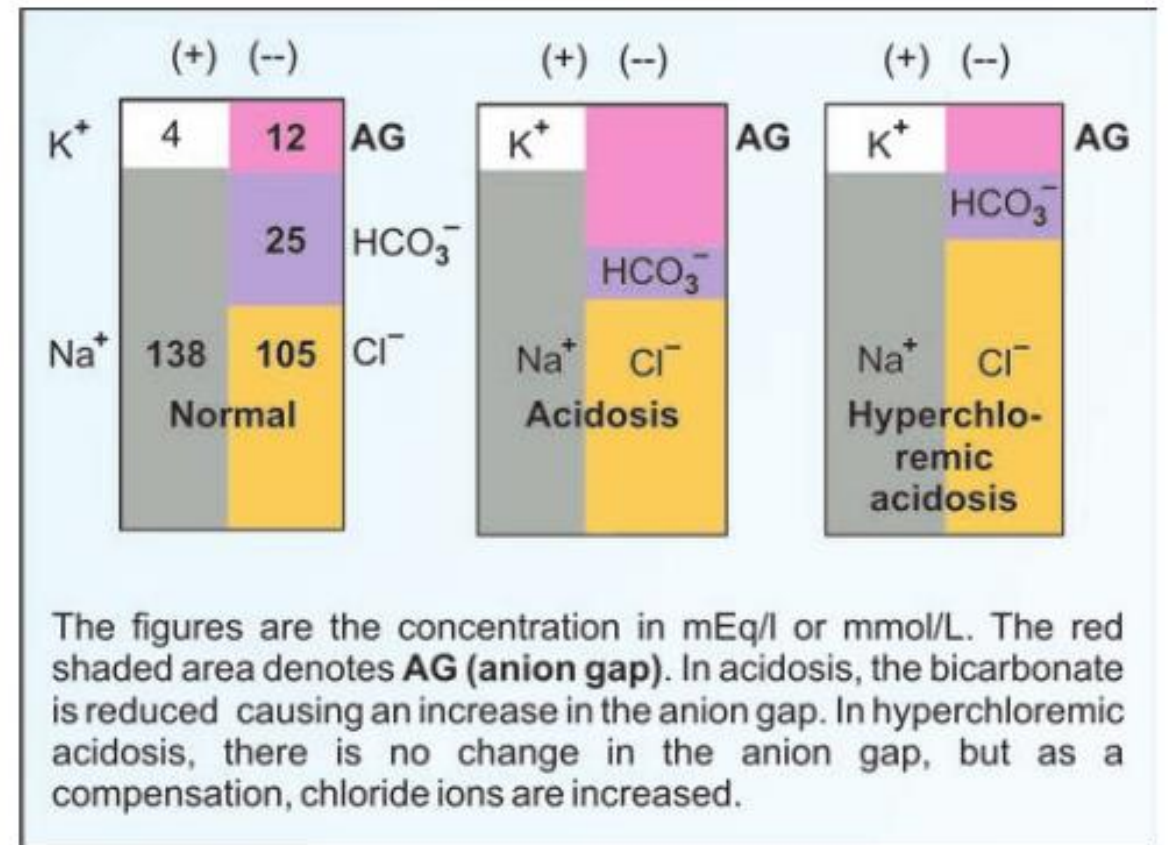 (+) (--) (+) (--) (+) (--)
K⁺ 4 12 AG K⁺ AG K⁺ AG
HCO₃⁻
25 HCO₃⁻
HCO₃⁻
Na⁺ 138 105 Cl⁻ Na⁺ Cl⁻ Na⁺ Cl⁻
Normal Acidosis Hyperchlo-
remic
acidosis
The figures are the concentration in mEq/l or mmol/L. The red
shaded area denotes AG (anion gap). In acidosis, the bicarbonate
is reduced causing an increase in the anion gap. In hyperchloremic
acidosis, there is no change in the anion gap, but as a
compensation, chloride ions are increased.